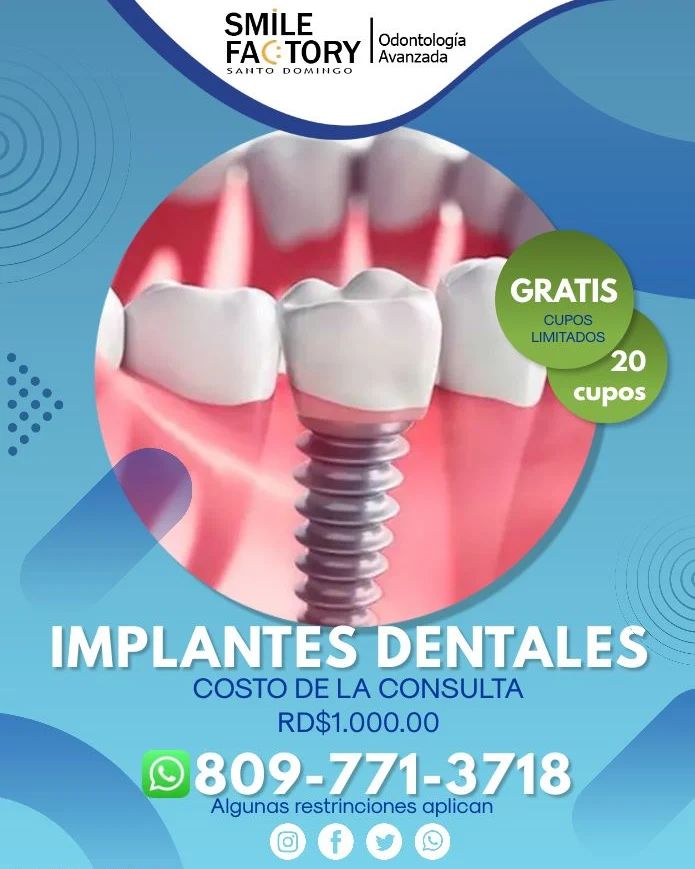 SMILE
FACTORY
SANTO DOMINGO
Odontología
Avanzada
GRATIS
CUPOS
LIMITADOS
20
cupos
IMPLANTES DENTALES
COSTO DE LA CONSULTA
RD$1.000.00
809-771-3718
Algunas restrinciones aplican